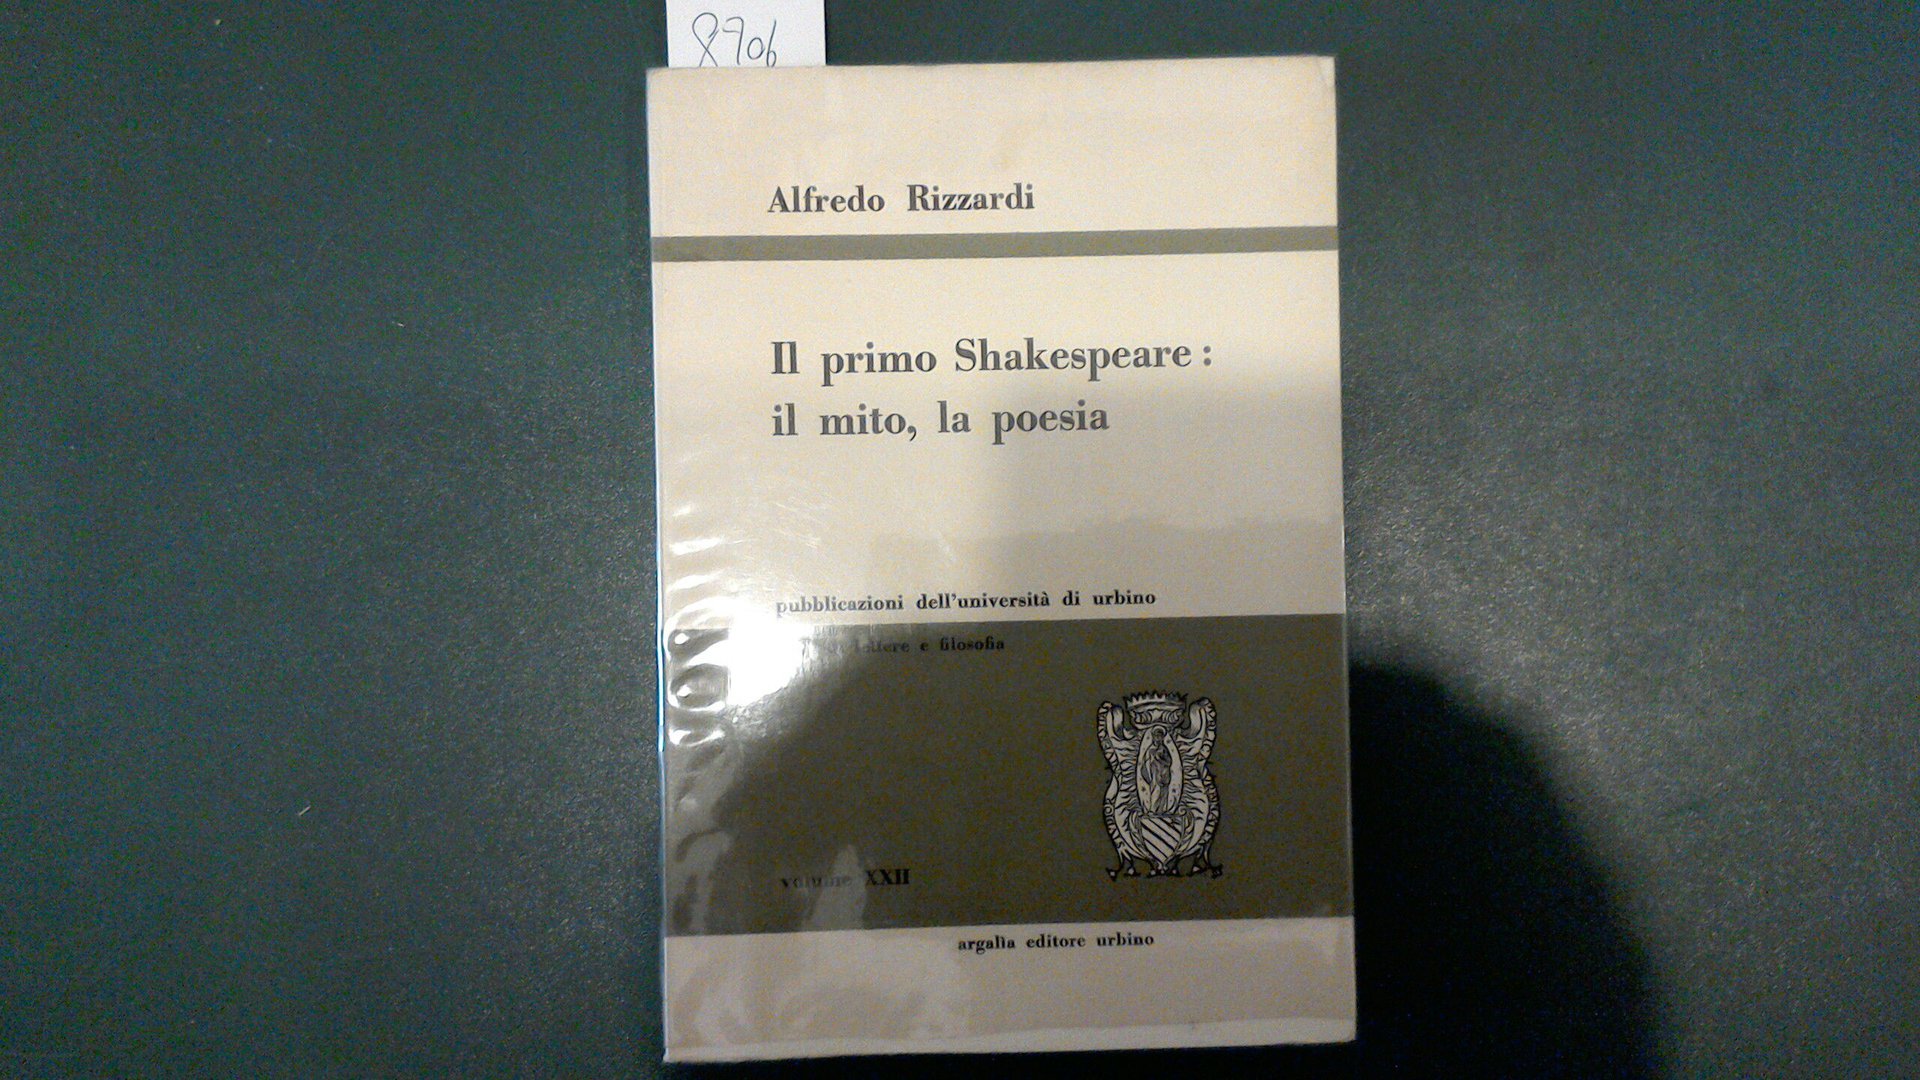 8706
Alfredo Rizzardi
Il primo Shakespeare :
il mito, la poesia
pubblicazioni dell'università di urbino
lettere e filosofia
volume XXII
argalìa editore urbino